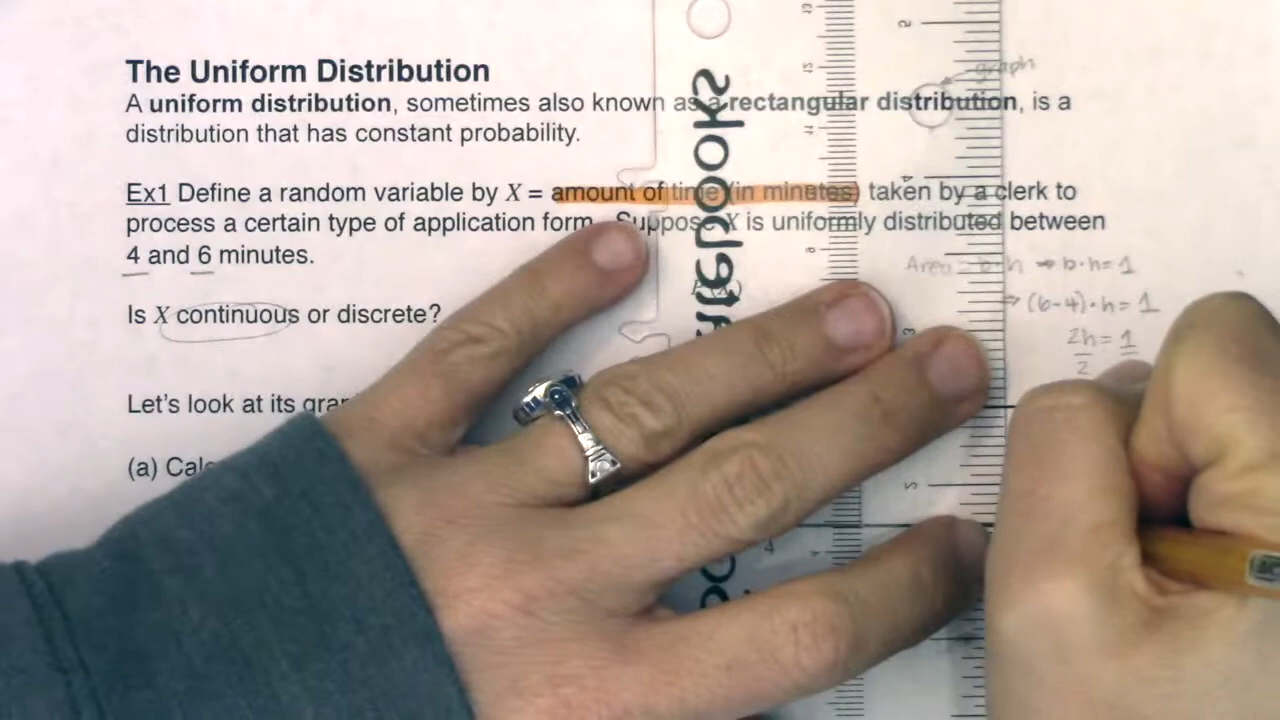 The Uniform Distribution
graph
A uniform distribution, sometimes also known as a rectangular distribution, is a
distribution that has constant probability.
Ex1 Define a random variable by X = amount of time (in minutes) taken by a clerk to
process a certain type of application form. Suppose X is uniformly distributed between
4 and 6 minutes.
Area = b·h ⇒ b·h=1
⇒ (6-4)·h=1
Is X continuous or discrete?
2h = 1
2
Let's look at its
(a)